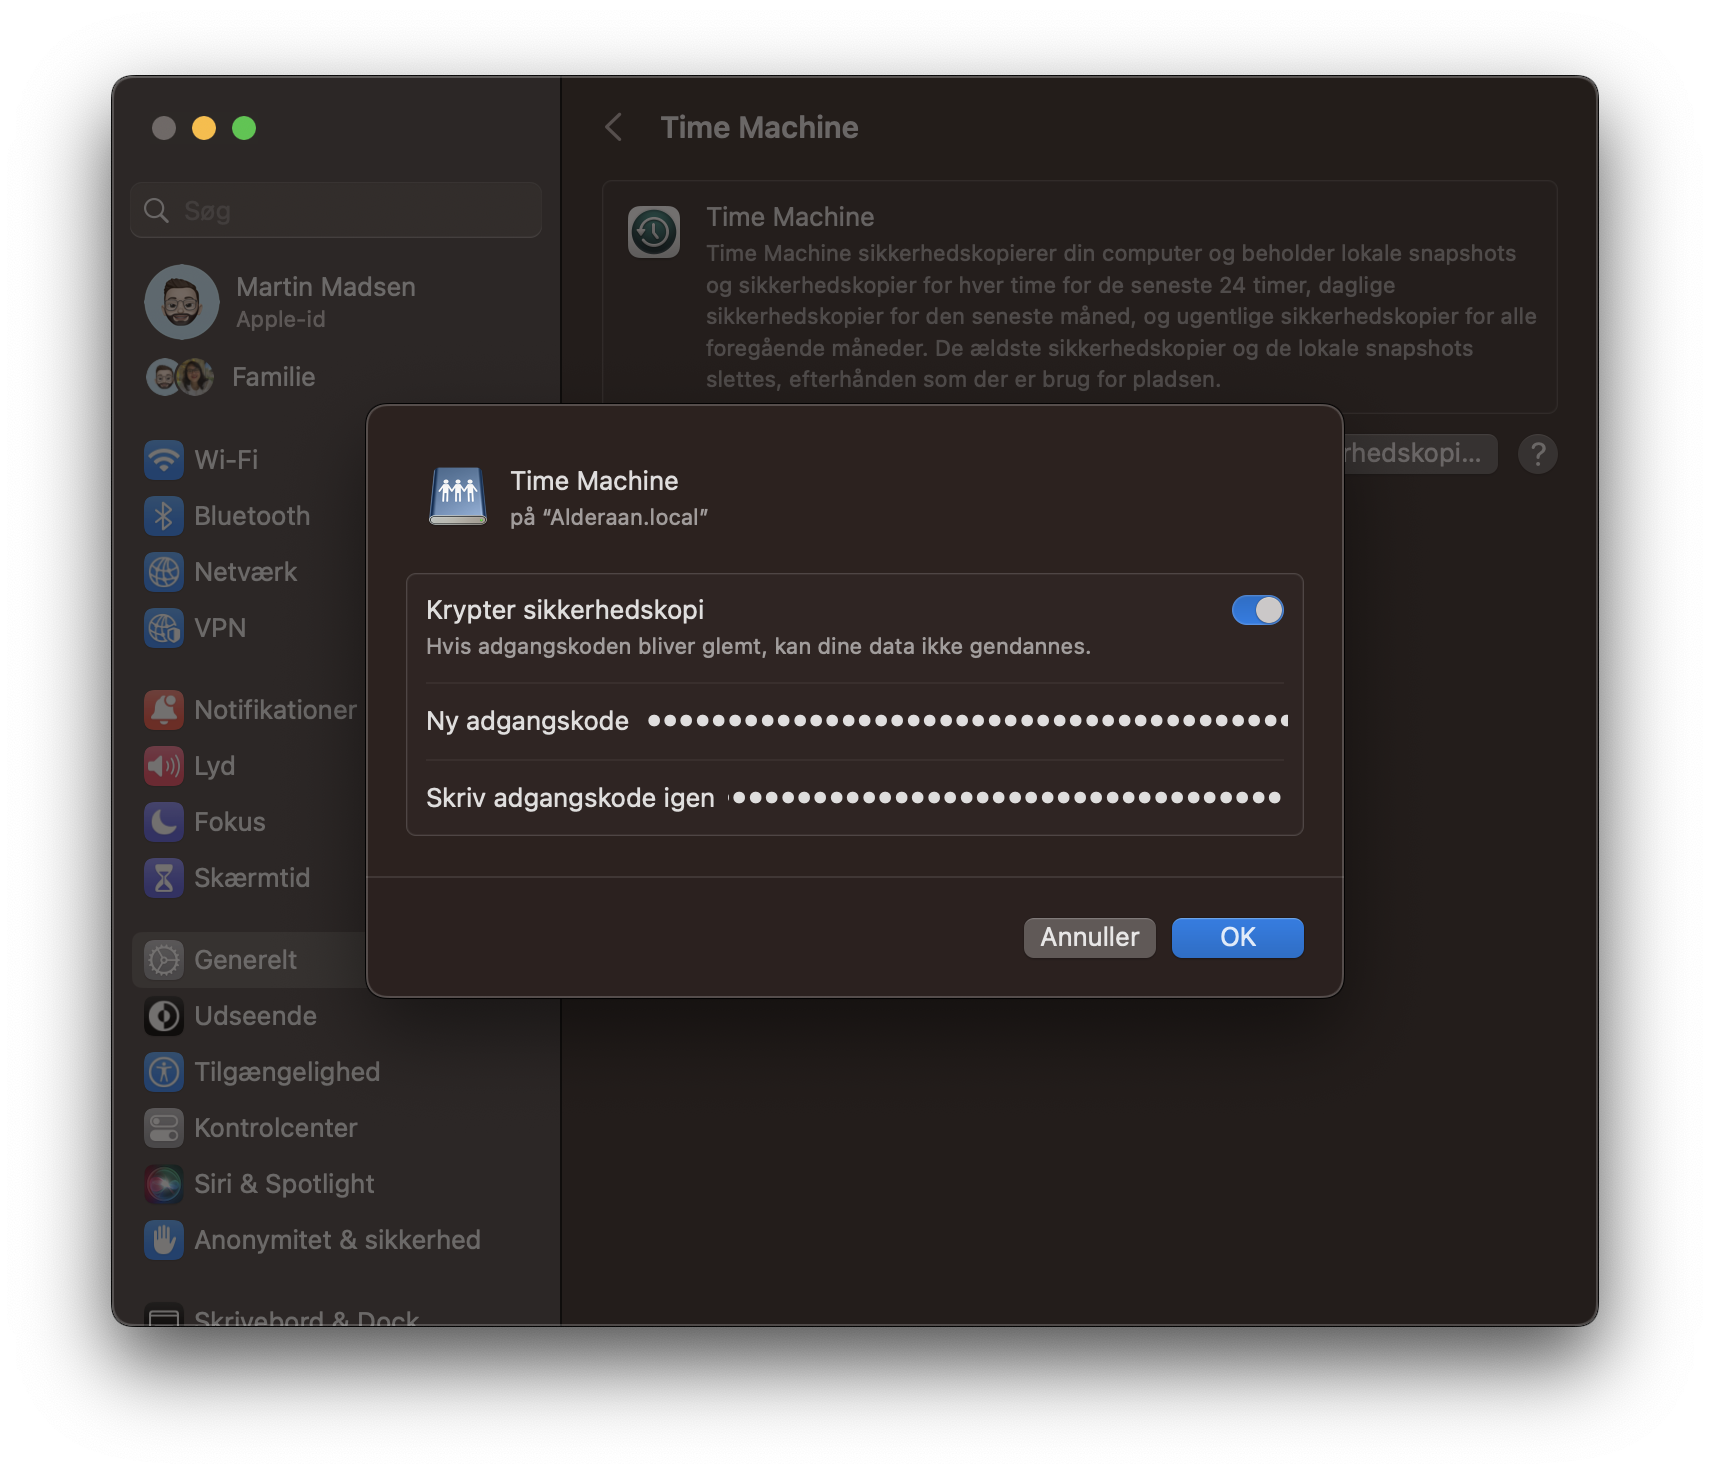 Time Machine
Søg
Martin Madsen
Apple-id
Familie
Wi-Fi
Bluetooth
Netværk
VPN
Notifikationer
Lyd
Fokus
Skærmtid
Generelt
Udseende
Tilgængelighed
Kontrolcenter
Siri & Spotlight
Anonymitet & sikkerhed
Skrivebord & Dock
Time Machine
Time Machine sikkerhedskopierer din computer og beholder lokale snapshots
og sikkerhedskopier for hver time for de seneste 24 timer, daglige
sikkerhedskopier for den seneste måned, og ugentlige sikkerhedskopier for alle
foregående måneder. De ældste sikkerhedskopier og de lokale snapshots
slettes, efterhånden som der er brug for pladsen.
rhedskopi...
?
Time Machine
på “Alderaan.local”
Krypter sikkerhedskopi
Hvis adgangskoden bliver glemt, kan dine data ikke gendannes.
Ny adgangskode
Skriv adgangskode igen
Annuller
OK